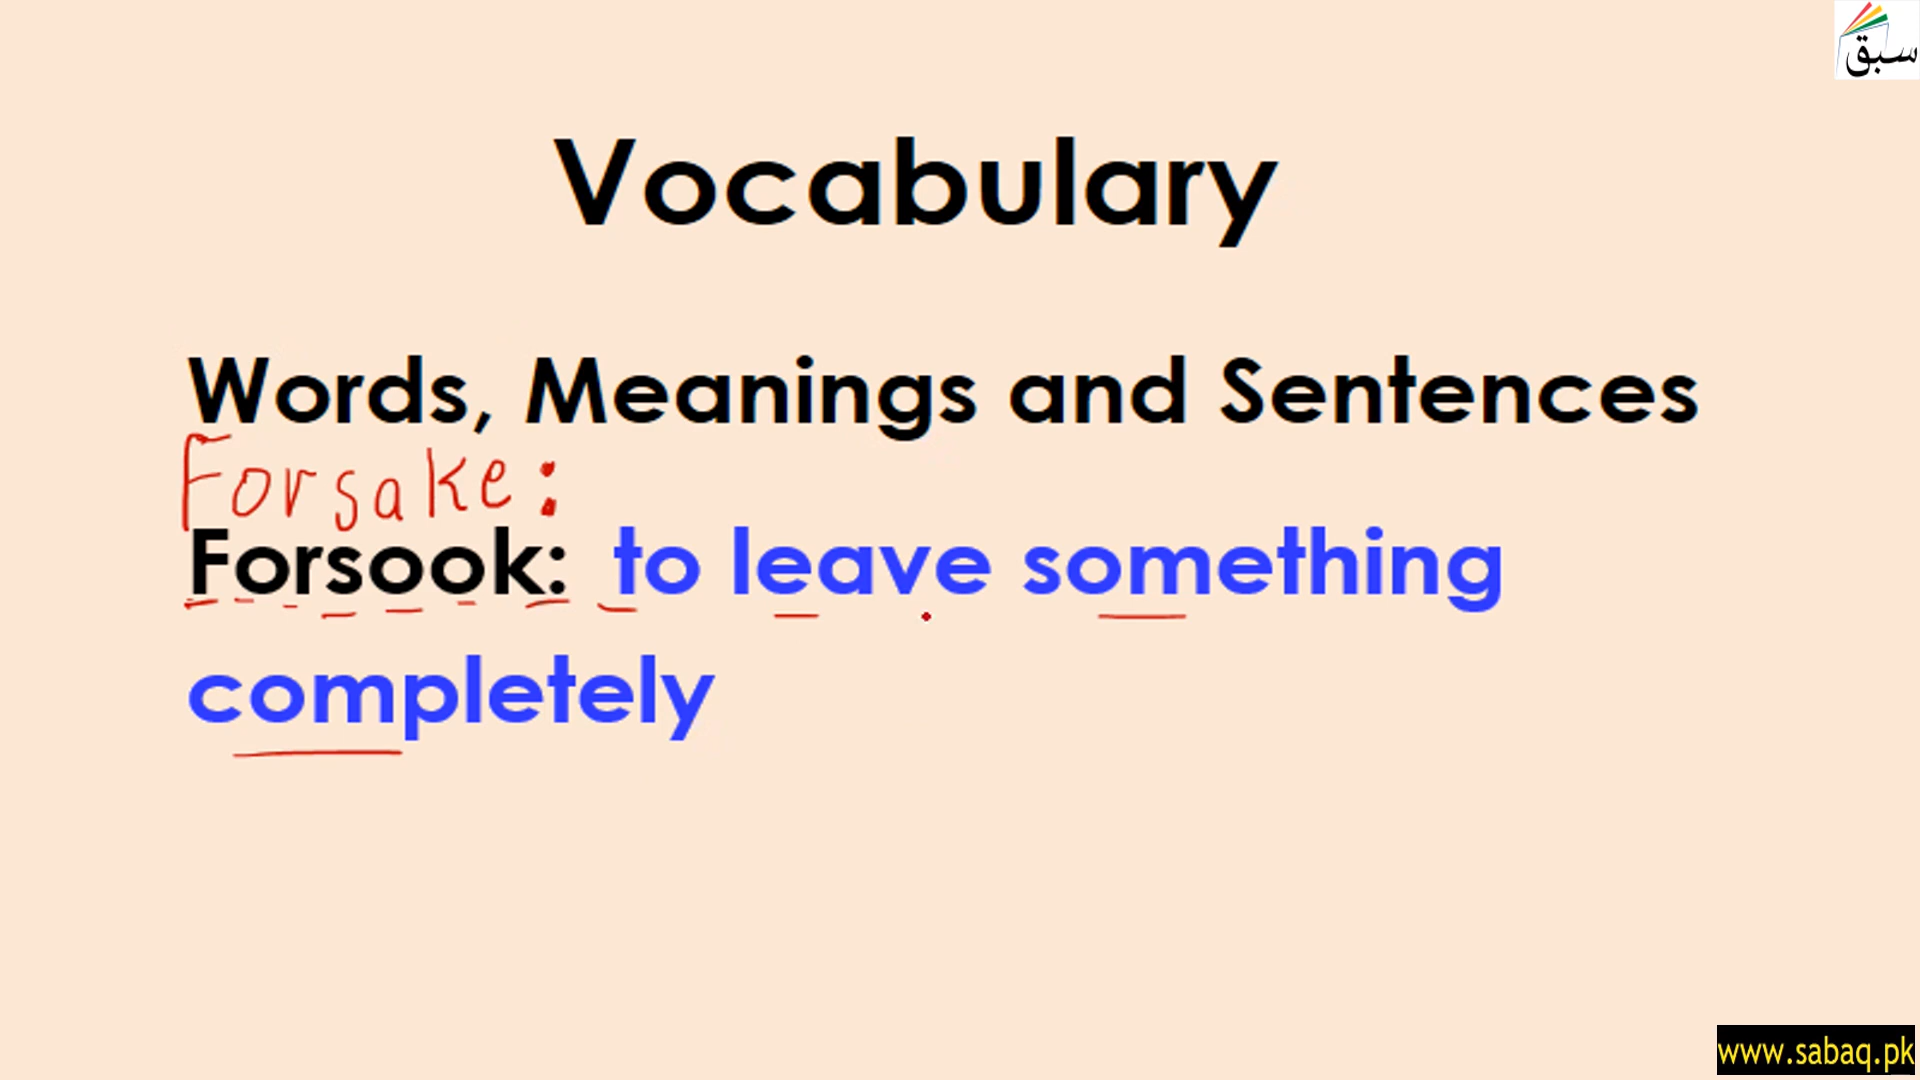 سبق
Vocabulary
Words, Meanings and Sentences
Forsake:
Forsook: to leave something
completely
www.sabaq.pk